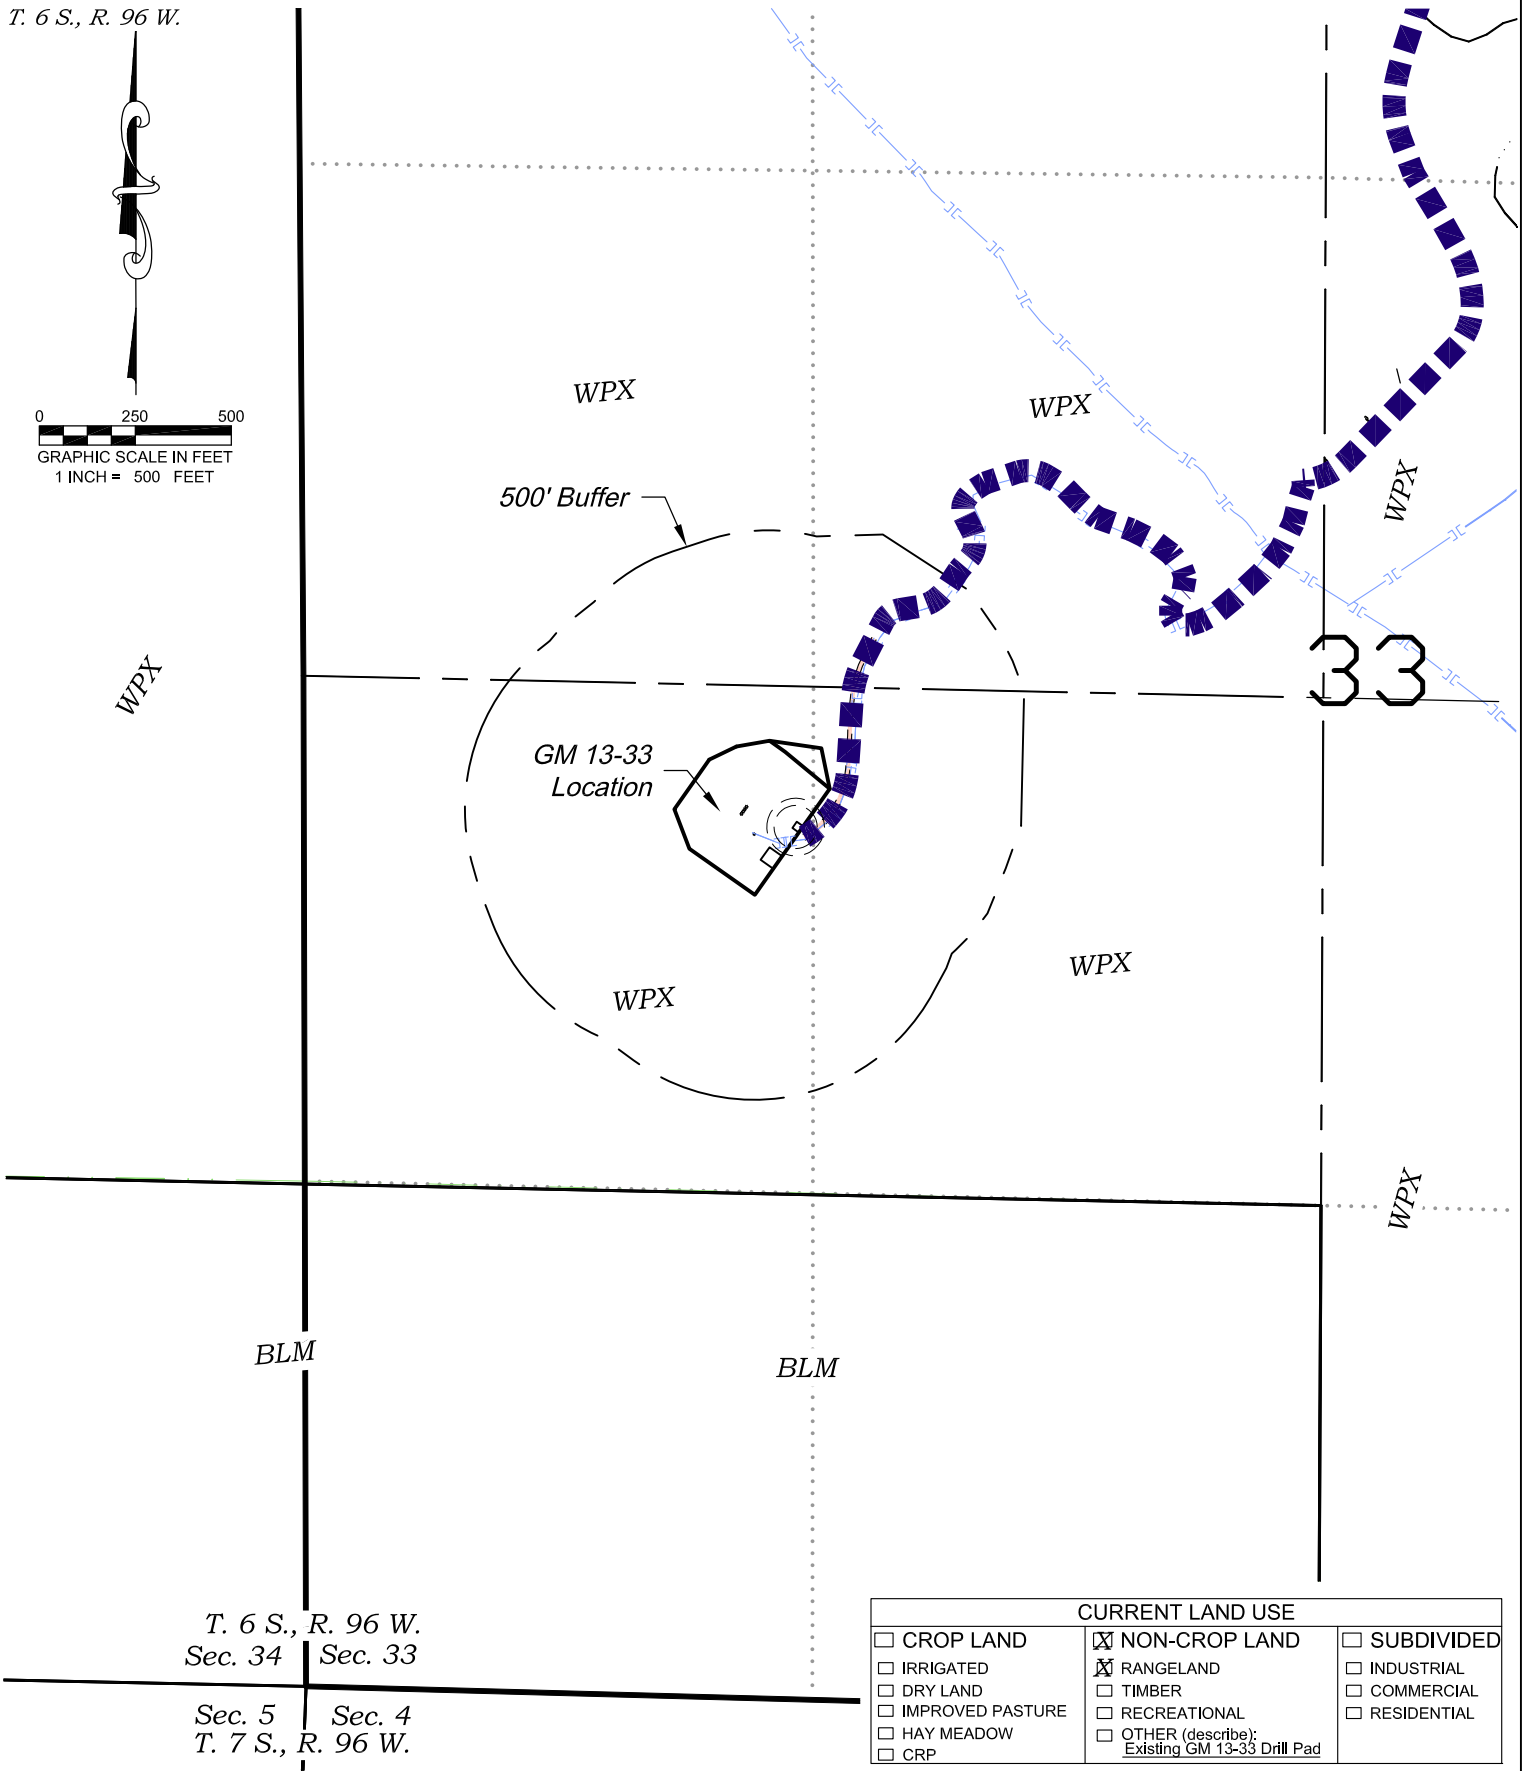 T. 6 S., R. 96 W.
0 250 500
GRAPHIC SCALE IN FEET
1 INCH = 500 FEET
WPX
WPX
500' Buffer
WPX
WPX
33
GM 13-33
Location
WPX
WPX
WPX
BLM
BLM
T. 6 S., R. 96 W.
Sec. 34 Sec. 33
Sec. 5 Sec. 4
T. 7 S., R. 96 W.
CURRENT LAND USE
CROP LAND
IRRIGATED
DRY LAND
IMPROVED PASTURE
HAY MEADOW
CRP
X NON-CROP LAND
X RANGELAND
TIMBER
RECREATIONAL
OTHER (describe):
Existing GM 13-33 Drill Pad
SUBDIVIDED
INDUSTRIAL
COMMERCIAL
RESIDENTIAL